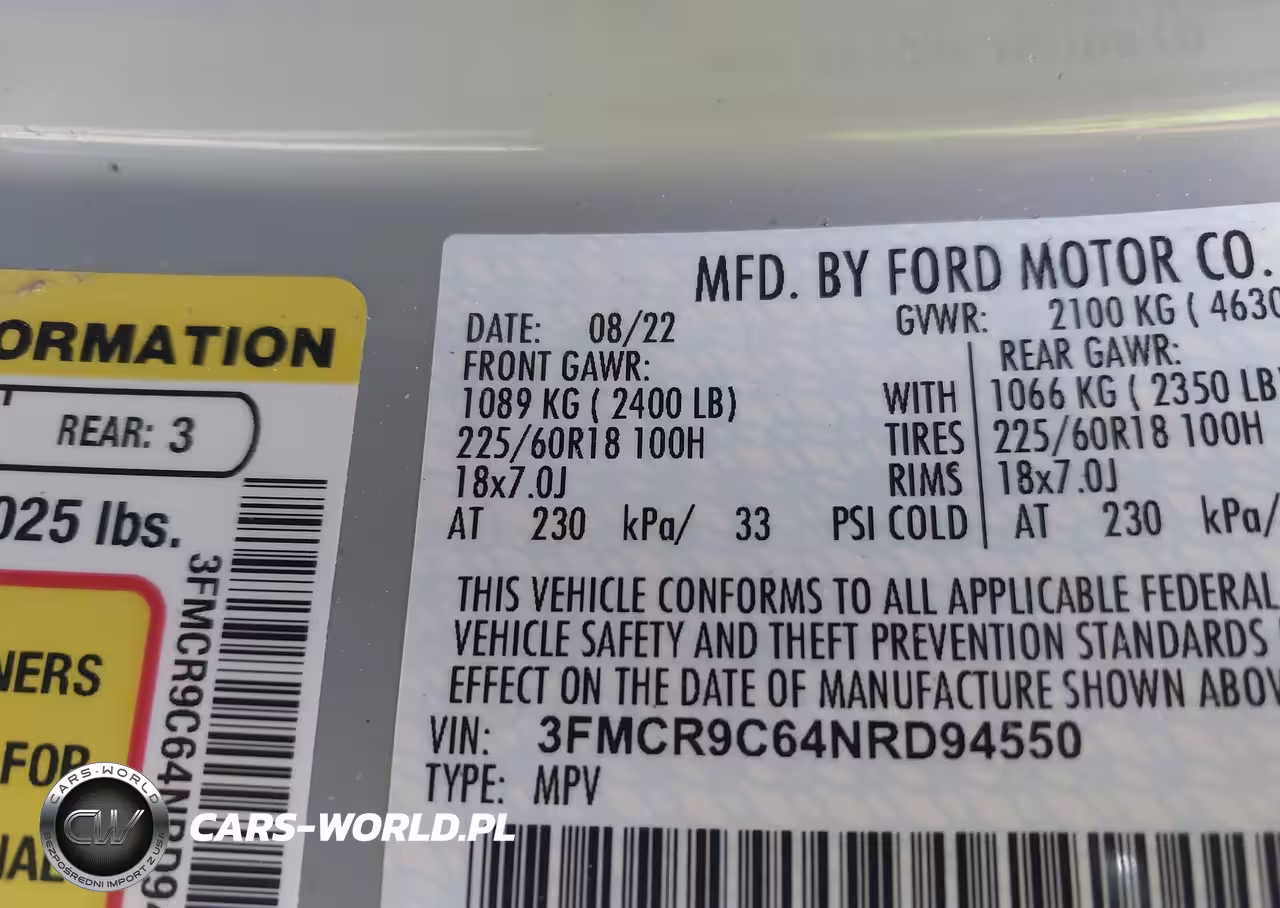 ORMATION
REAR: 3
025 lbs.
3FMCR9C64NRD94
NERS
FOR
MFD. BY FORD MOTOR CO.
DATE: 08/22 GVWR: 2100 KG ( 4630
FRONT GAWR: REAR GAWR:
1089 KG ( 2400 LB) WITH 1066 KG ( 2350 LB
225/60R18 100H TIRES 225/60R18 100H
18x7.0J RIMS 18x7.0J
AT 230 kPa/ 33 PSI COLD AT 230 kPa/
THIS VEHICLE CONFORMS TO ALL APPLICABLE FEDERAL
VEHICLE SAFETY AND THEFT PREVENTION STANDARDS
EFFECT ON THE DATE OF MANUFACTURE SHOWN ABOV
VIN: 3FMCR9C64NRD94550
TYPE: MPV
CARS-WORLD
CW
BEZPOŚREDNI IMPORT Z USA
CARS-WORLD.PL